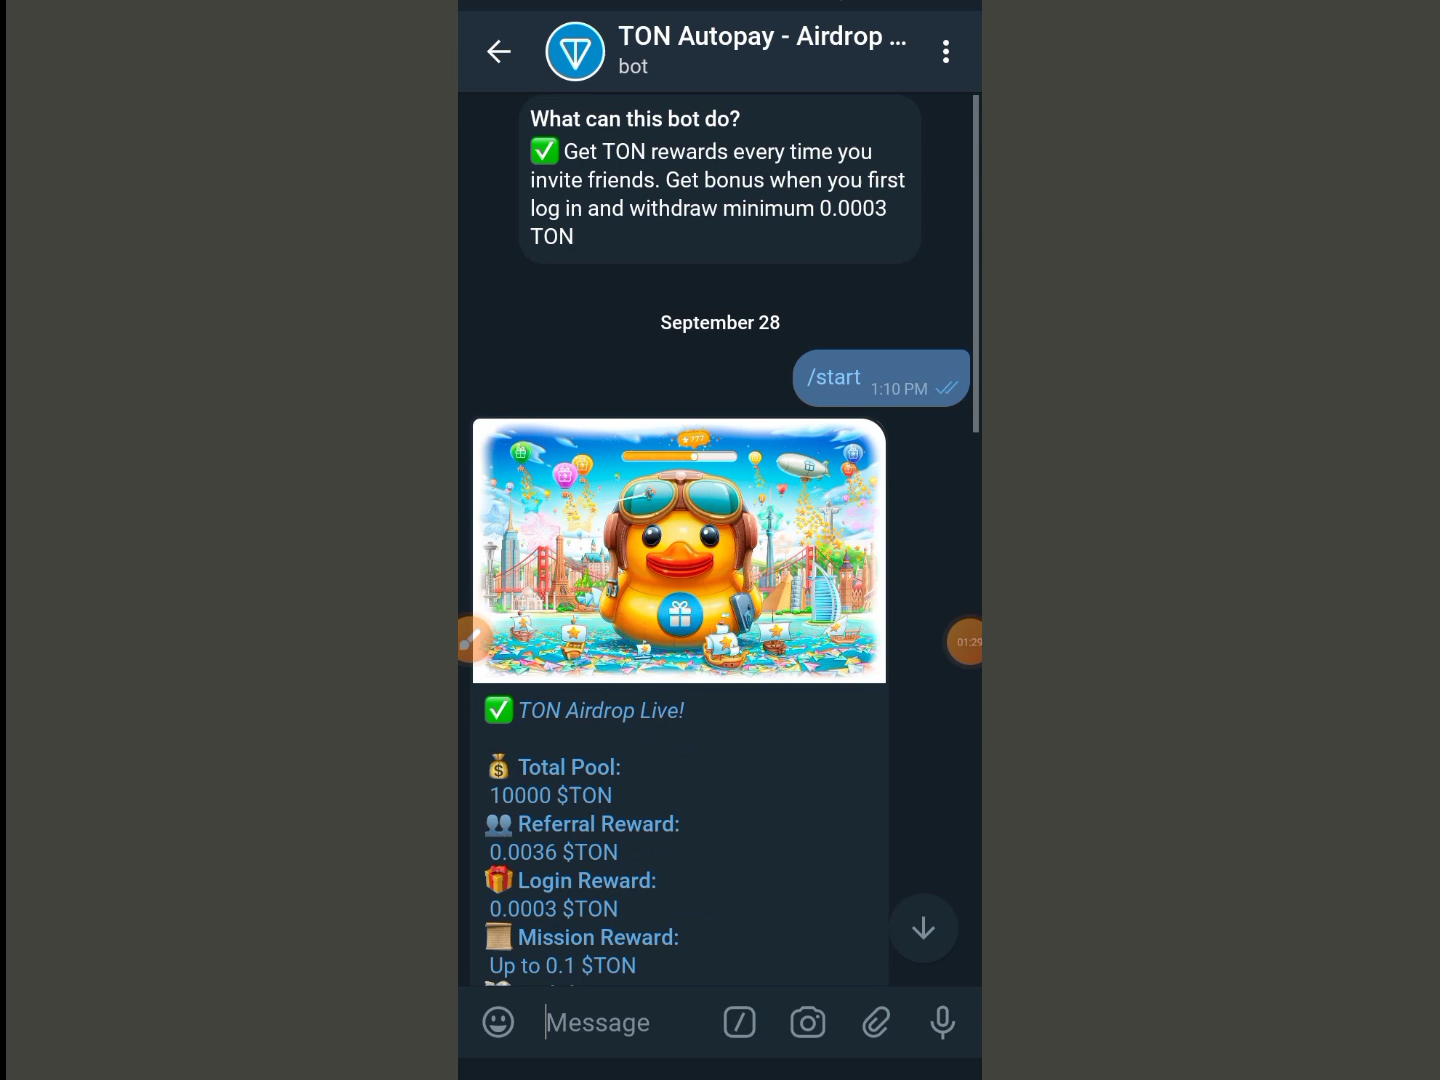 TON Autopay - Airdrop ...
bot
What can this bot do?
✅ Get TON rewards every time you
invite friends. Get bonus when you first
log in and withdraw minimum 0.0003
TON
September 28
/start 1:10 PM
777
✅ TON Airdrop Live!
💰 Total Pool:
10000 $TON
👥 Referral Reward:
0.0036 $TON
🎁 Login Reward:
0.0003 $TON
📜 Mission Reward:
Up to 0.1 $TON
01:29
Message